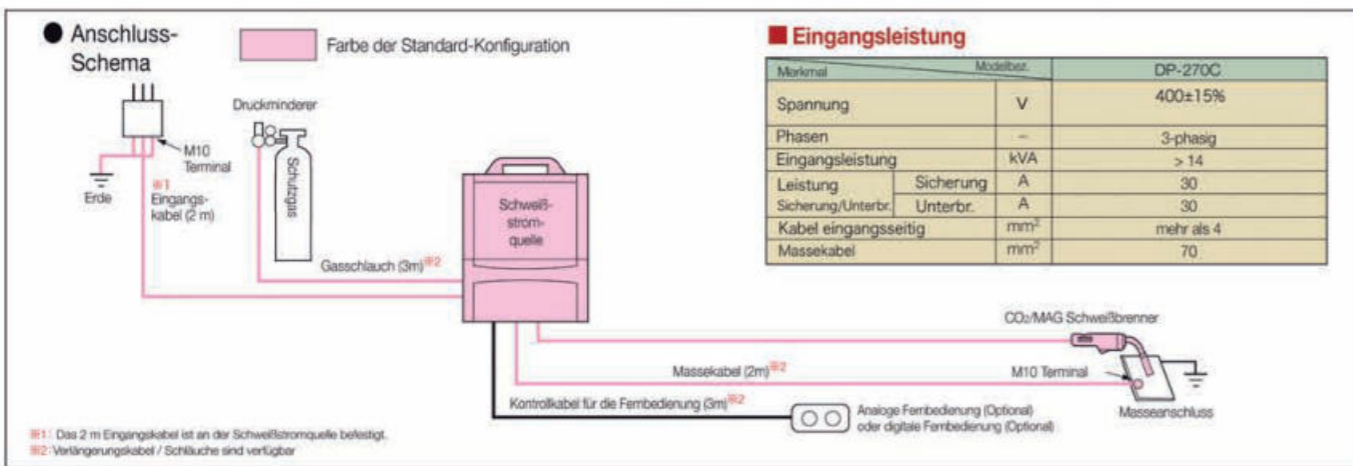 ● Anschluss-
Schema
Farbe der Standard-Konfiguration
Druckminderer
M10
Terminal
Erde
※1
Eingangs-
kabel (2 m)
Schutzgas
Schweiß-
strom-
quelle
Gasschlauch (3m)※2
■ Eingangsleistung
Merkmal Modelbez. DP-270C
Spannung V 400±15%
Phasen – 3-phasig
Eingangsleistung kVA > 14
Leistung Sicherung A 30
Sicherung/Unterbr. Unterbr. A 30
Kabel eingangsseitig mm² mehr als 4
Massekabel mm² 70
CO₂/MAG Schweißbrenner
Massekabel (2m)※2
M10 Terminal
Masseanschluss
Kontrollkabel für die Fernbedienung (3m)※2
Analoge Fernbedienung (Optional)
oder digitale Fernbedienung (Optional)
※1: Das 2 m Eingangskabel ist an der Schweißstromquelle befestigt.
※2: Verlängerungskabel / Schläuche sind verfügbar